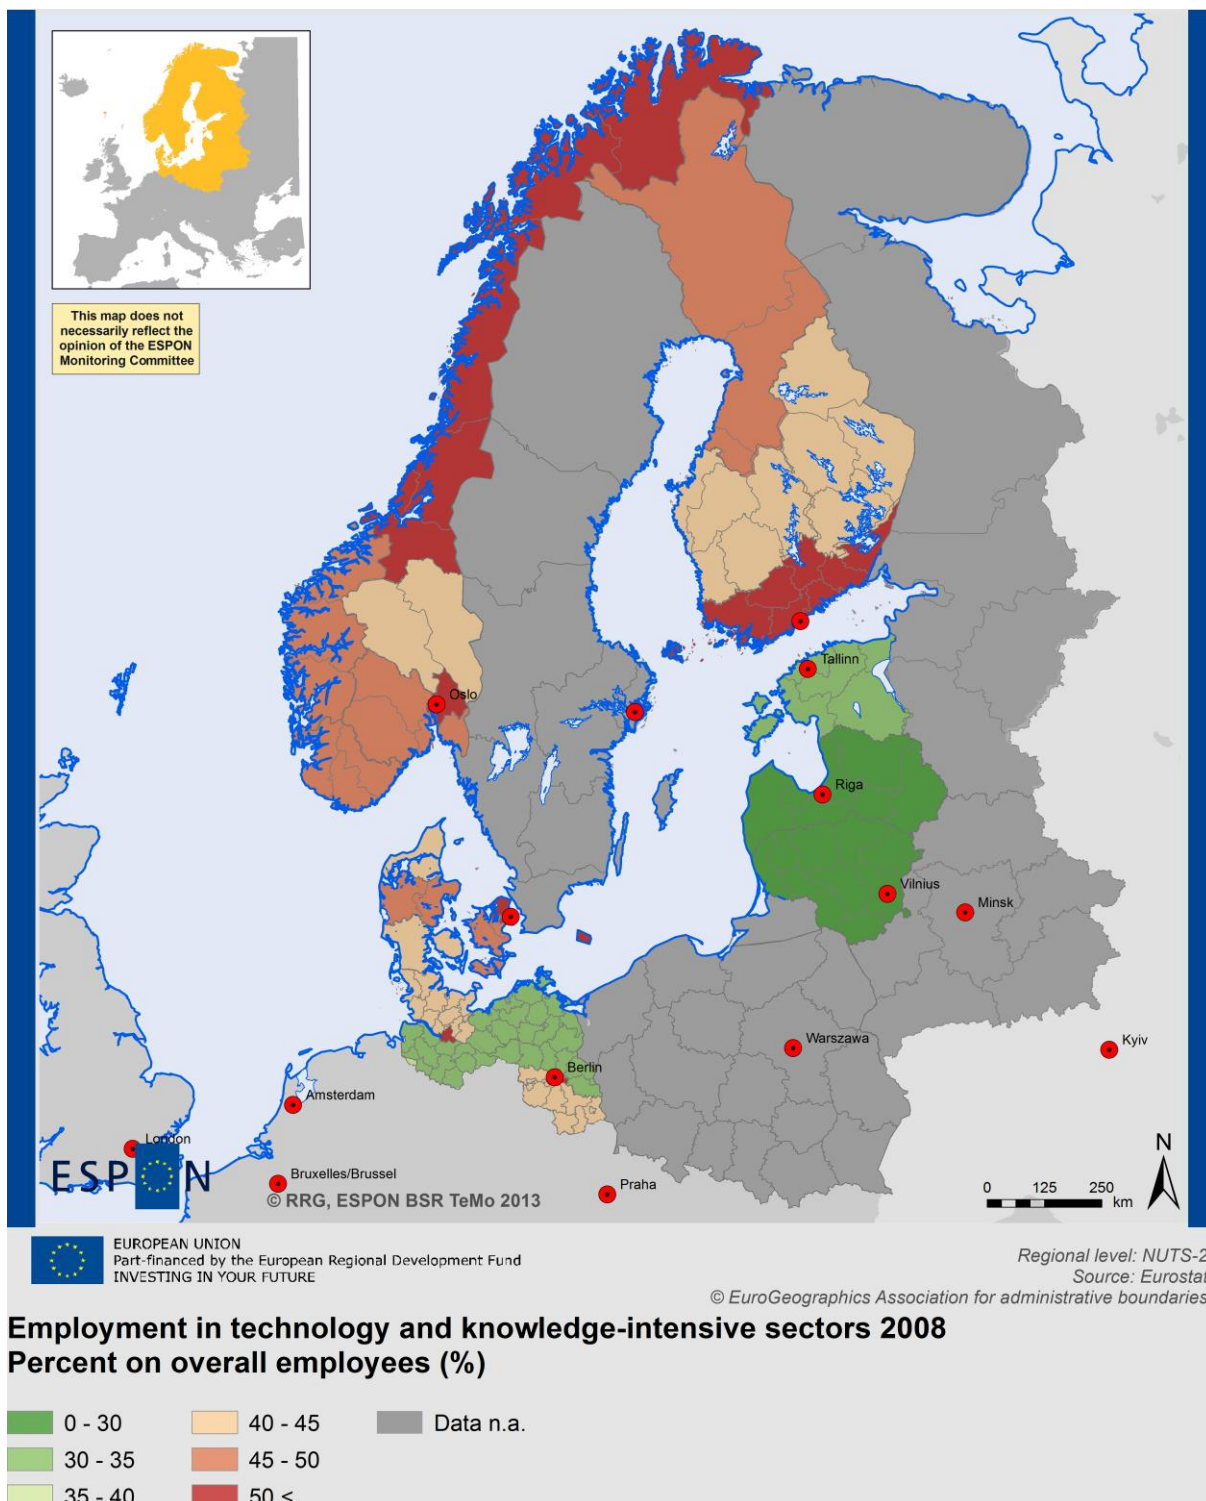 This map does not
necessarily reflect the
opinion of the ESPON
Monitoring Committee
Oslo
Tallinn
Riga
Vilnius
Minsk
Warszawa
Kyiv
Berlin
Amsterdam
London
ESPON
Bruxelles/Brussel
Praha
© RRG, ESPON BSR TeMo 2013
N
0 125 250
km
EUROPEAN UNION
Part-financed by the European Regional Development Fund
INVESTING IN YOUR FUTURE
Regional level: NUTS-2
Source: Eurostat
© EuroGeographics Association for administrative boundaries
Employment in technology and knowledge-intensive sectors 2008
Percent on overall employees (%)
0 - 30
30 - 35
35 - 40
40 - 45
45 - 50
50 <
Data n.a.